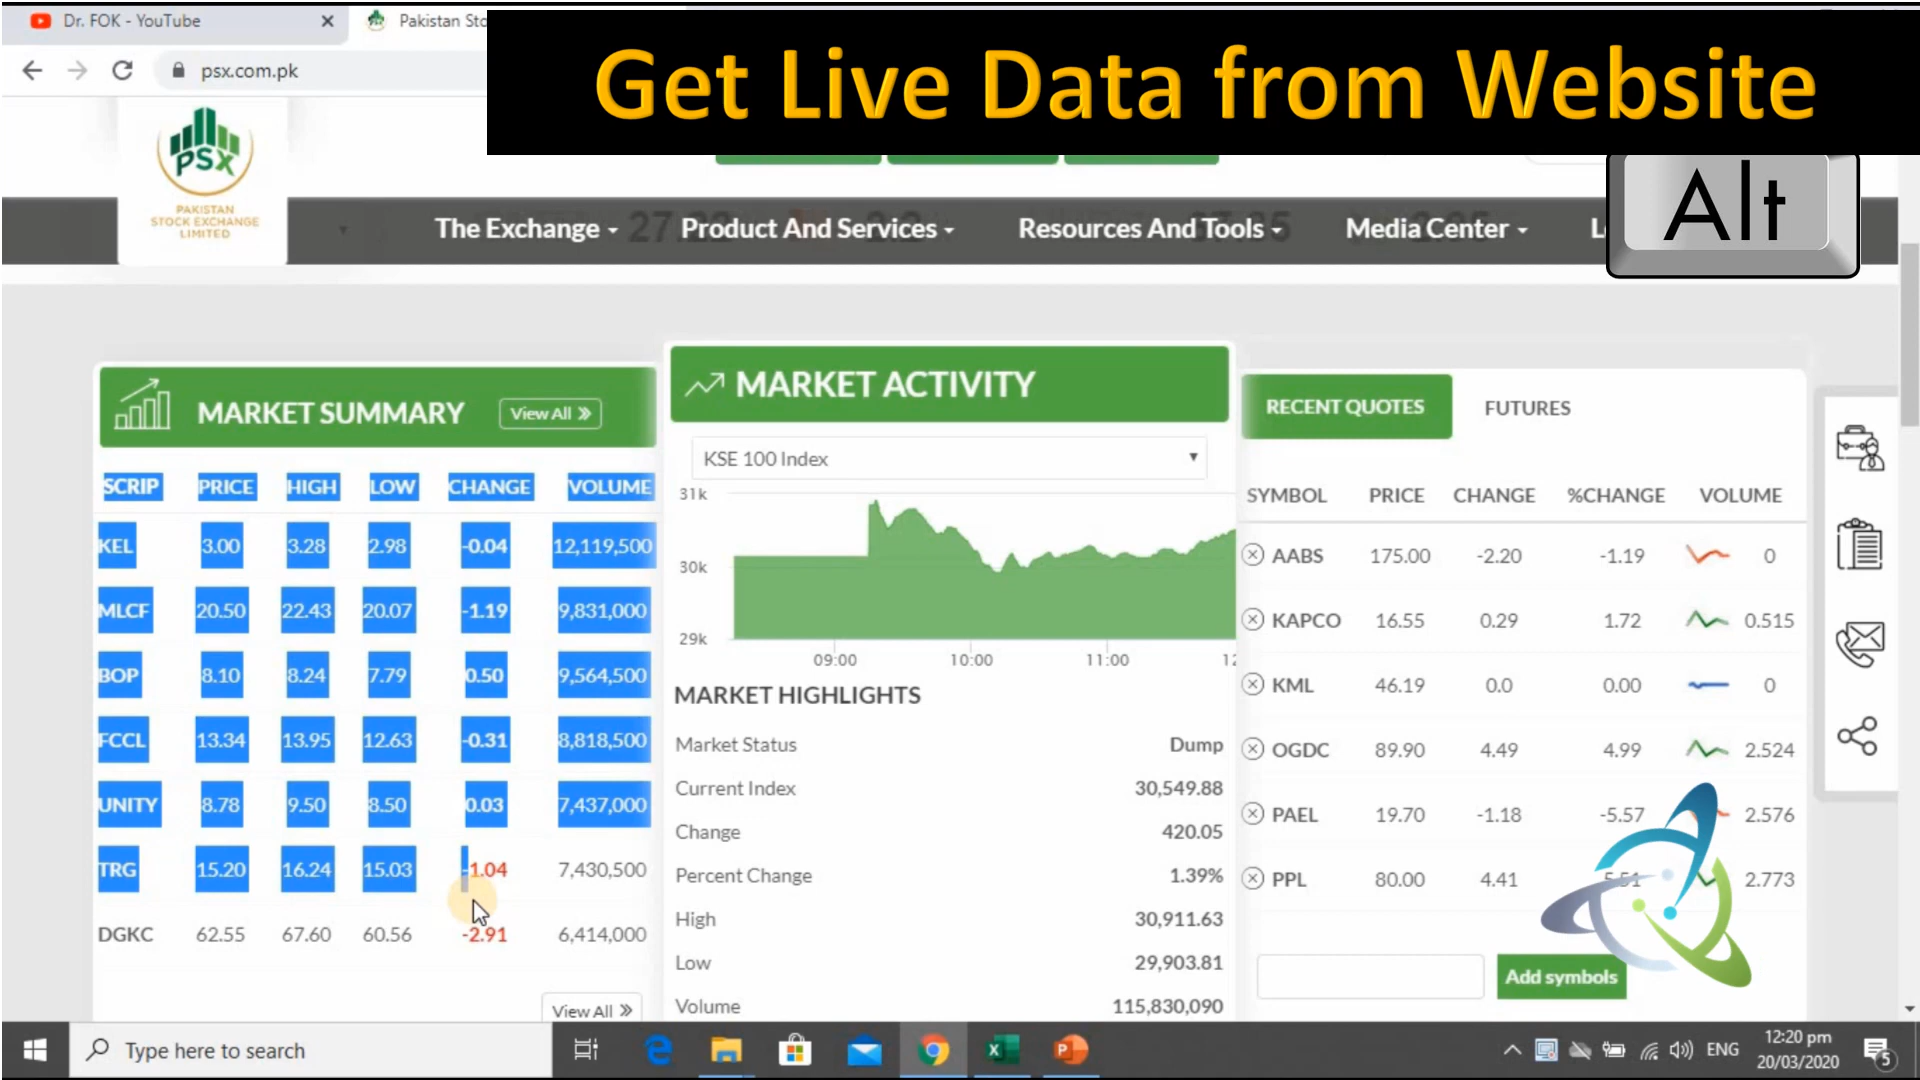 Dr. FOK - YouTube
Pakistan Sto
psx.com.pk
Get Live Data from Website
Alt
PSX
PAKISTAN
STOCK EXCHANGE
LIMITED
The Exchange
Product And Services
Resources And Tools
Media Center
MARKET SUMMARY
View All »
SCRIP PRICE HIGH LOW CHANGE VOLUME
KEL 3.00 3.28 2.98 -0.04 12,119,500
MLCF 20.50 22.43 20.07 -1.19 9,831,000
BOP 8.10 8.24 7.79 0.50 9,564,500
FCCL 13.34 13.95 12.63 -0.31 8,818,500
UNITY 8.78 9.50 8.50 0.03 7,437,000
TRG 15.20 16.24 15.03 -1.04 7,430,500
DGKC 62.55 67.60 60.56 -2.91 6,414,000
View All »
MARKET ACTIVITY
KSE 100 Index
31k
30k
29k
09:00 10:00 11:00 12
MARKET HIGHLIGHTS
Market Status Dump
Current Index 30,549.88
Change 420.05
Percent Change 1.39%
High 30,911.63
Low 29,903.81
Volume 115,830,090
RECENT QUOTES
FUTURES
SYMBOL PRICE CHANGE %CHANGE VOLUME
AABS 175.00 -2.20 -1.19 0
KAPCO 16.55 0.29 1.72 0.515
KML 46.19 0.0 0.00 0
OGDC 89.90 4.49 4.99 2.524
PAEL 19.70 -1.18 -5.57 2.576
PPL 80.00 4.41 5.51 2.773
Add symbols
Type here to search
ENG
12:20 pm
20/03/2020
5